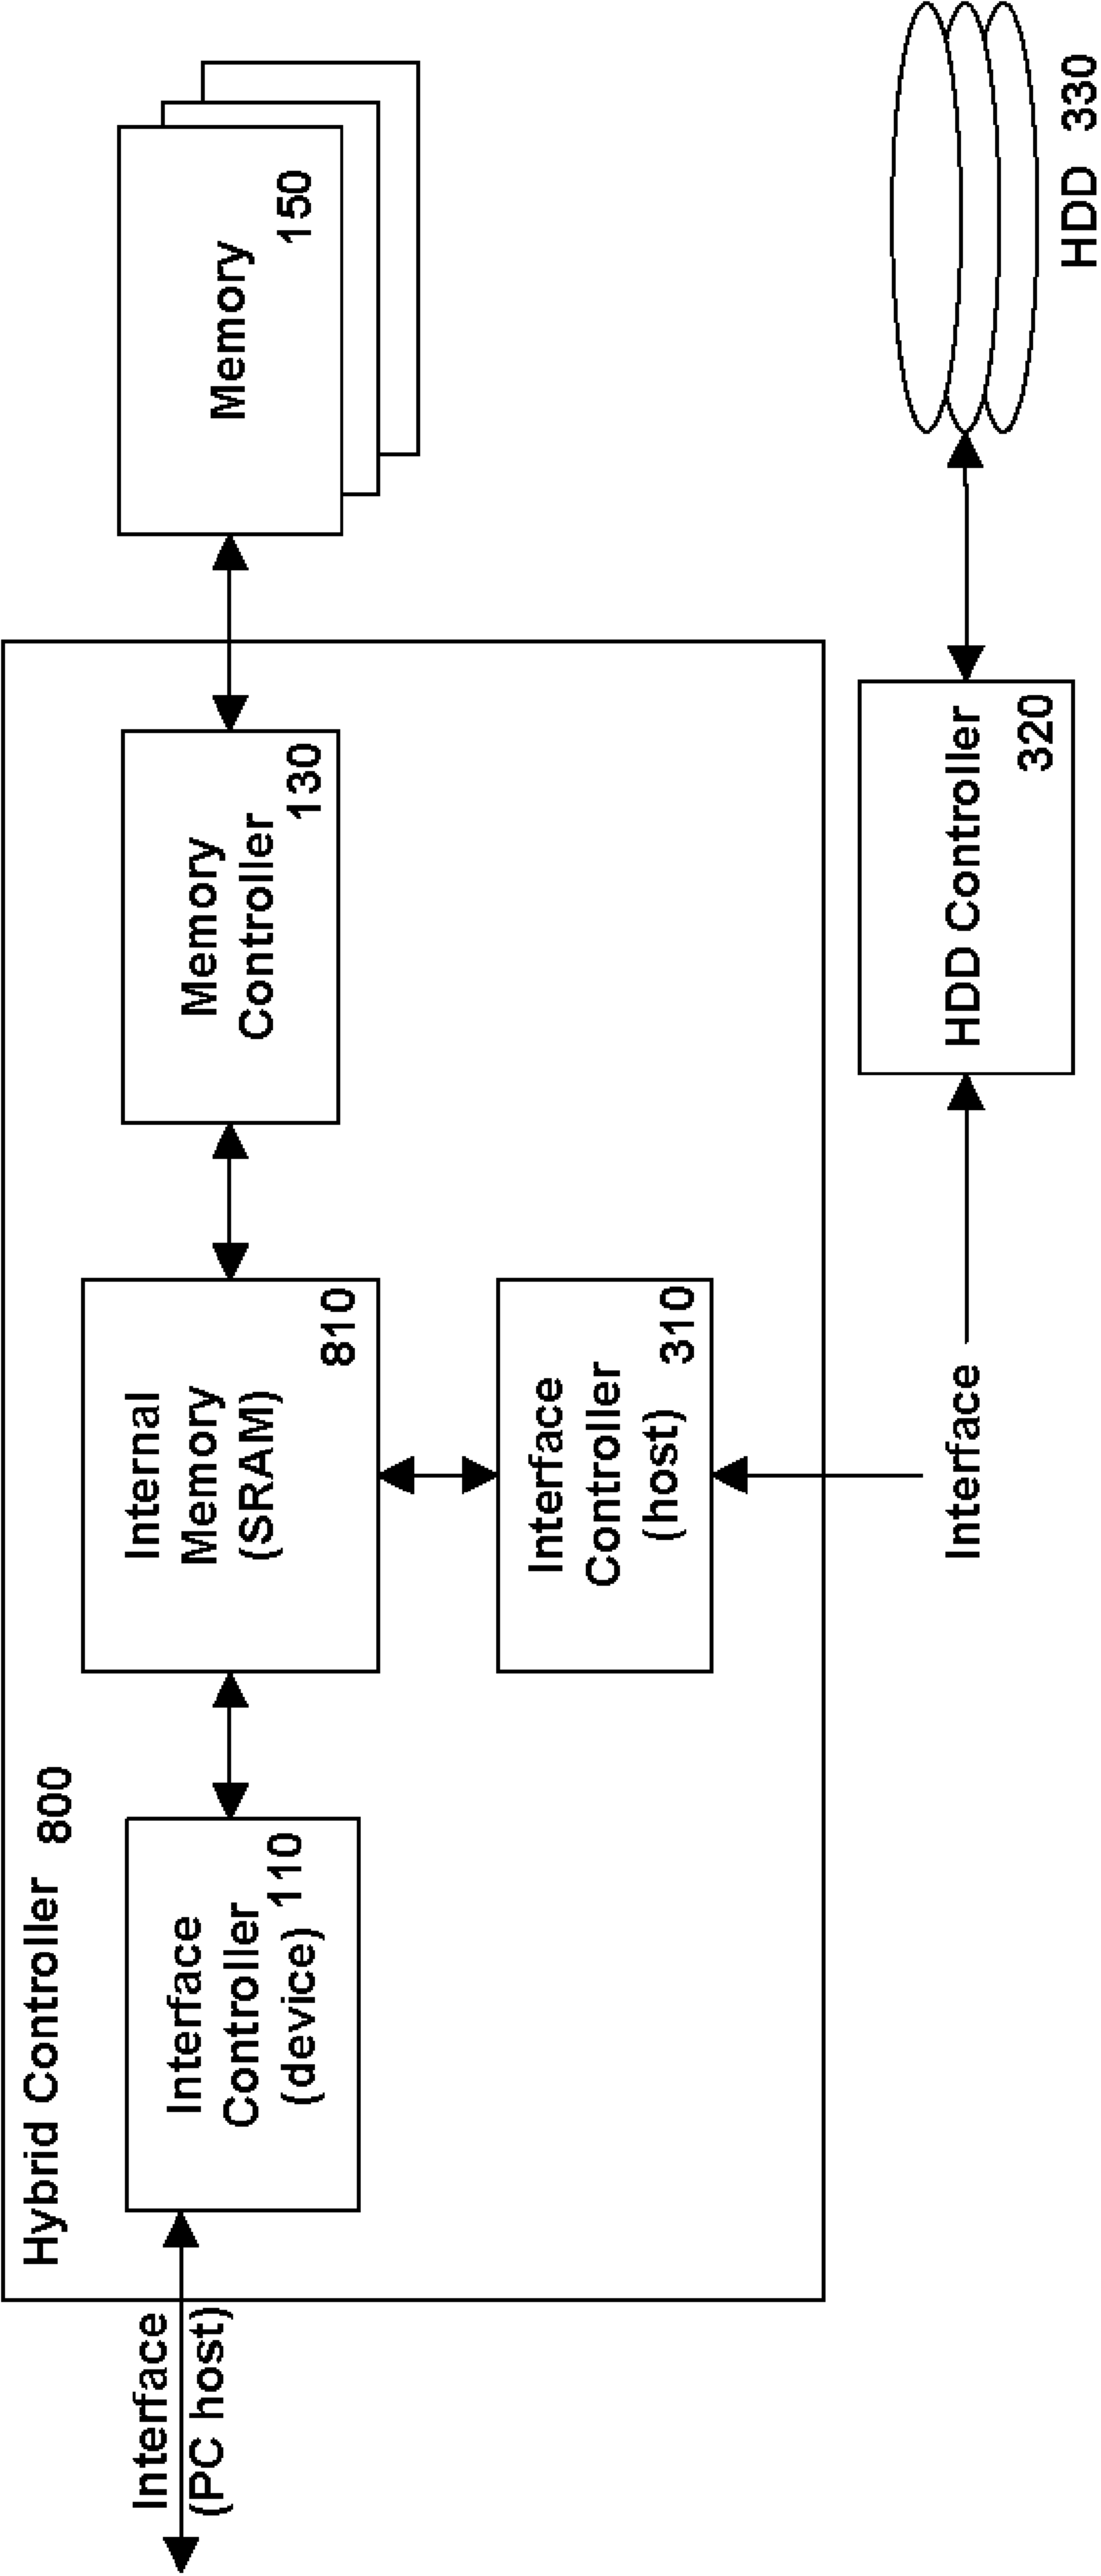 Hybrid Controller 800
Interface
(PC host)
Interface
Controller
(device) 110
Internal
Memory
(SRAM)
810
Memory
Controller
130
Memory
150
Interface
Controller
(host) 310
Interface
HDD Controller
320
HDD 330